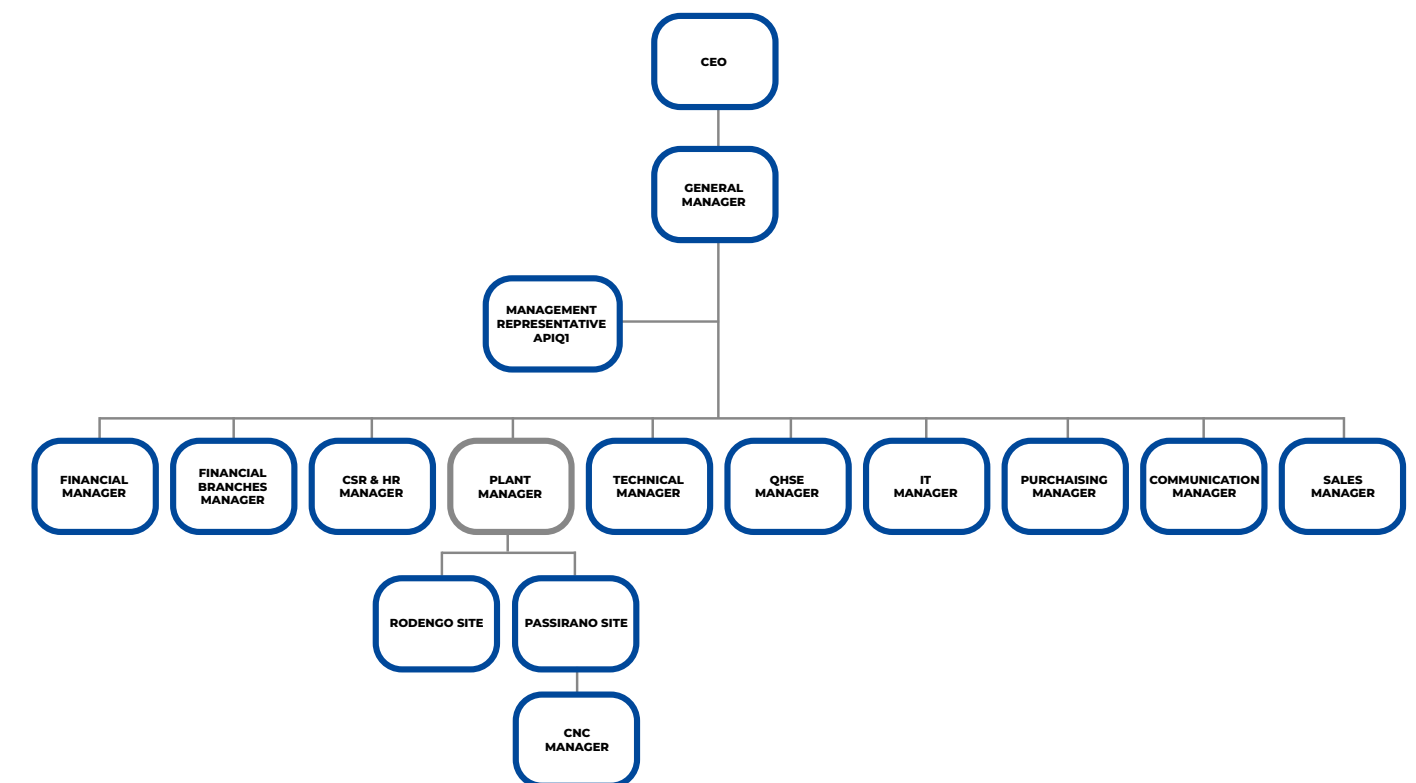 CEO
GENERAL
MANAGER
MANAGEMENT
REPRESENTATIVE
APIQ1
FINANCIAL
MANAGER
FINANCIAL
BRANCHES
MANAGER
CSR & HR
MANAGER
PLANT
MANAGER
TECHNICAL
MANAGER
QHSE
MANAGER
IT
MANAGER
PURCHAISING
MANAGER
COMMUNICATION
MANAGER
SALES
MANAGER
RODENGO SITE
PASSIRANO SITE
CNC
MANAGER